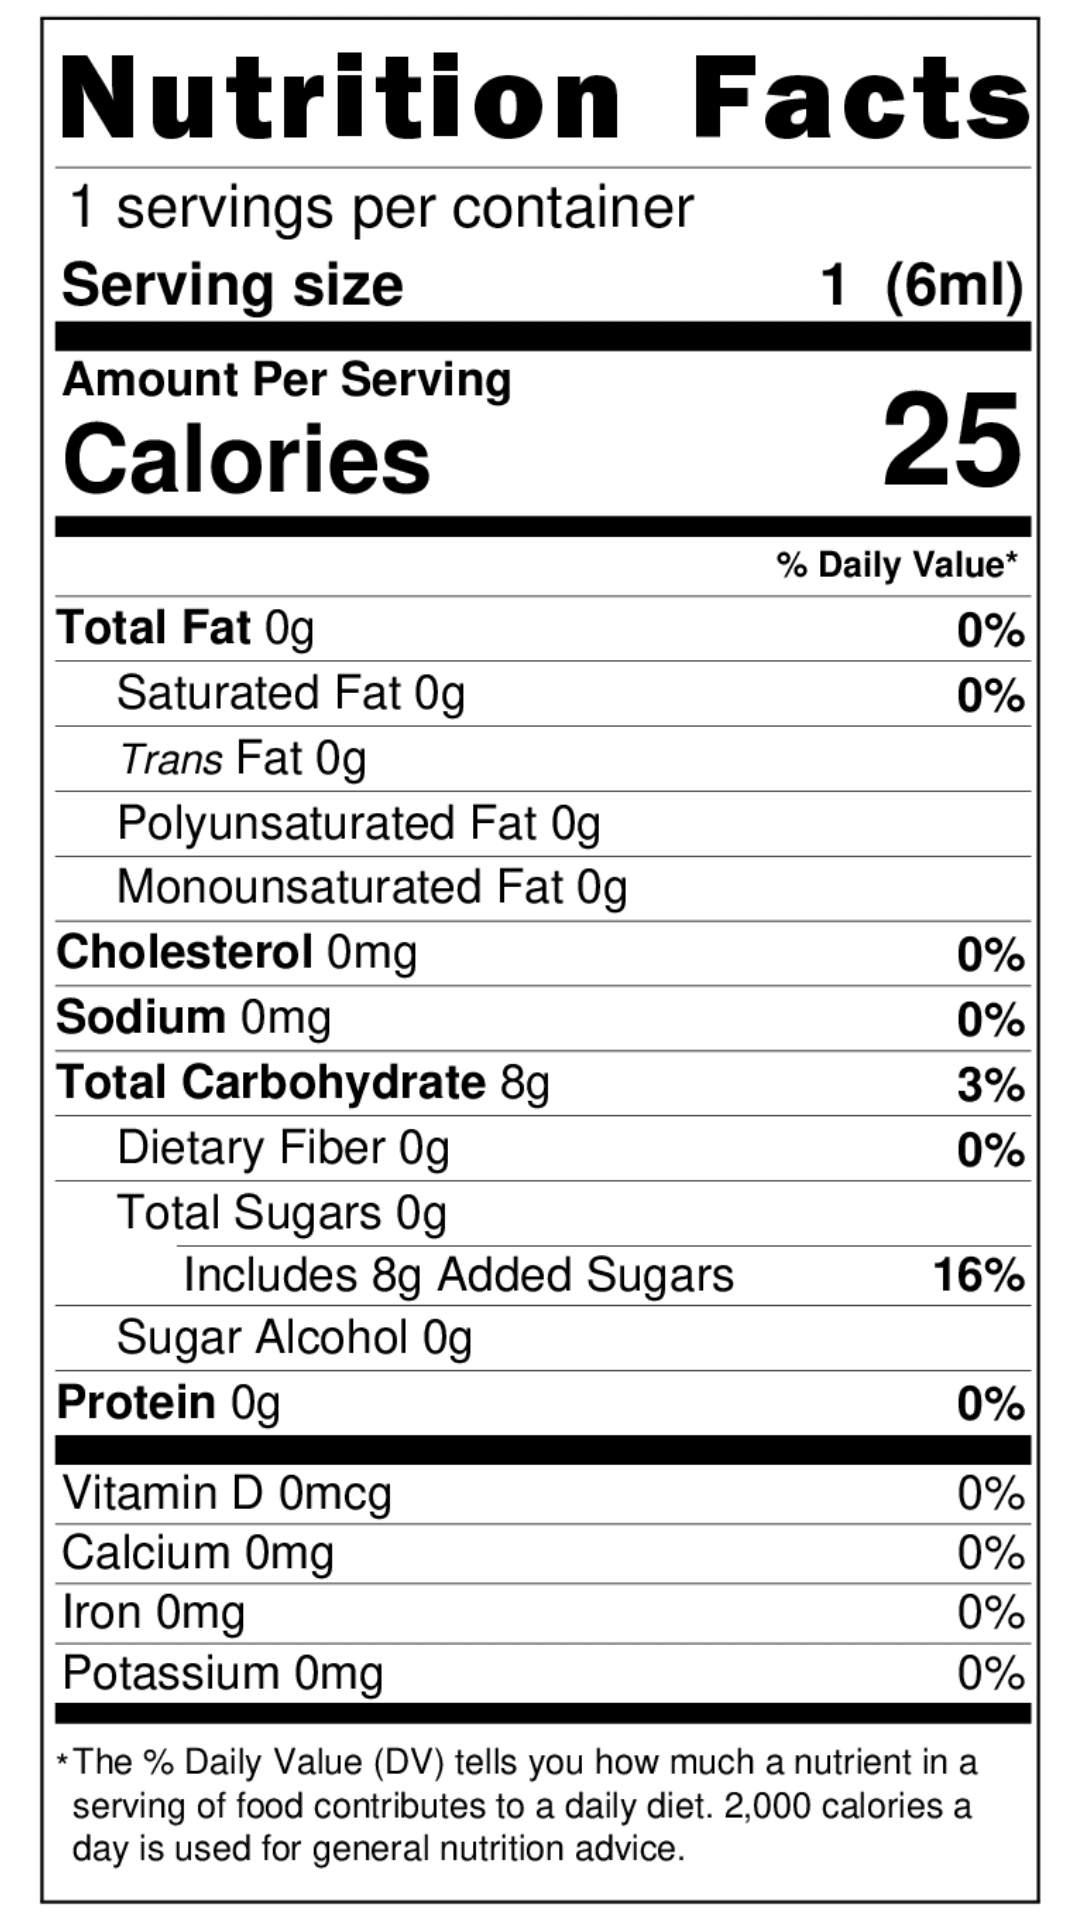 Nutrition Facts
1 servings per container
Serving size 1 (6ml)
Amount Per Serving
Calories 25
% Daily Value*
Total Fat 0g 0%
Saturated Fat 0g 0%
Trans Fat 0g
Polyunsaturated Fat 0g
Monounsaturated Fat 0g
Cholesterol 0mg 0%
Sodium 0mg 0%
Total Carbohydrate 8g 3%
Dietary Fiber 0g 0%
Total Sugars 0g
Includes 8g Added Sugars 16%
Sugar Alcohol 0g
Protein 0g 0%
Vitamin D 0mcg 0%
Calcium 0mg 0%
Iron 0mg 0%
Potassium 0mg 0%
*The % Daily Value (DV) tells you how much a nutrient in a
serving of food contributes to a daily diet. 2,000 calories a
day is used for general nutrition advice.